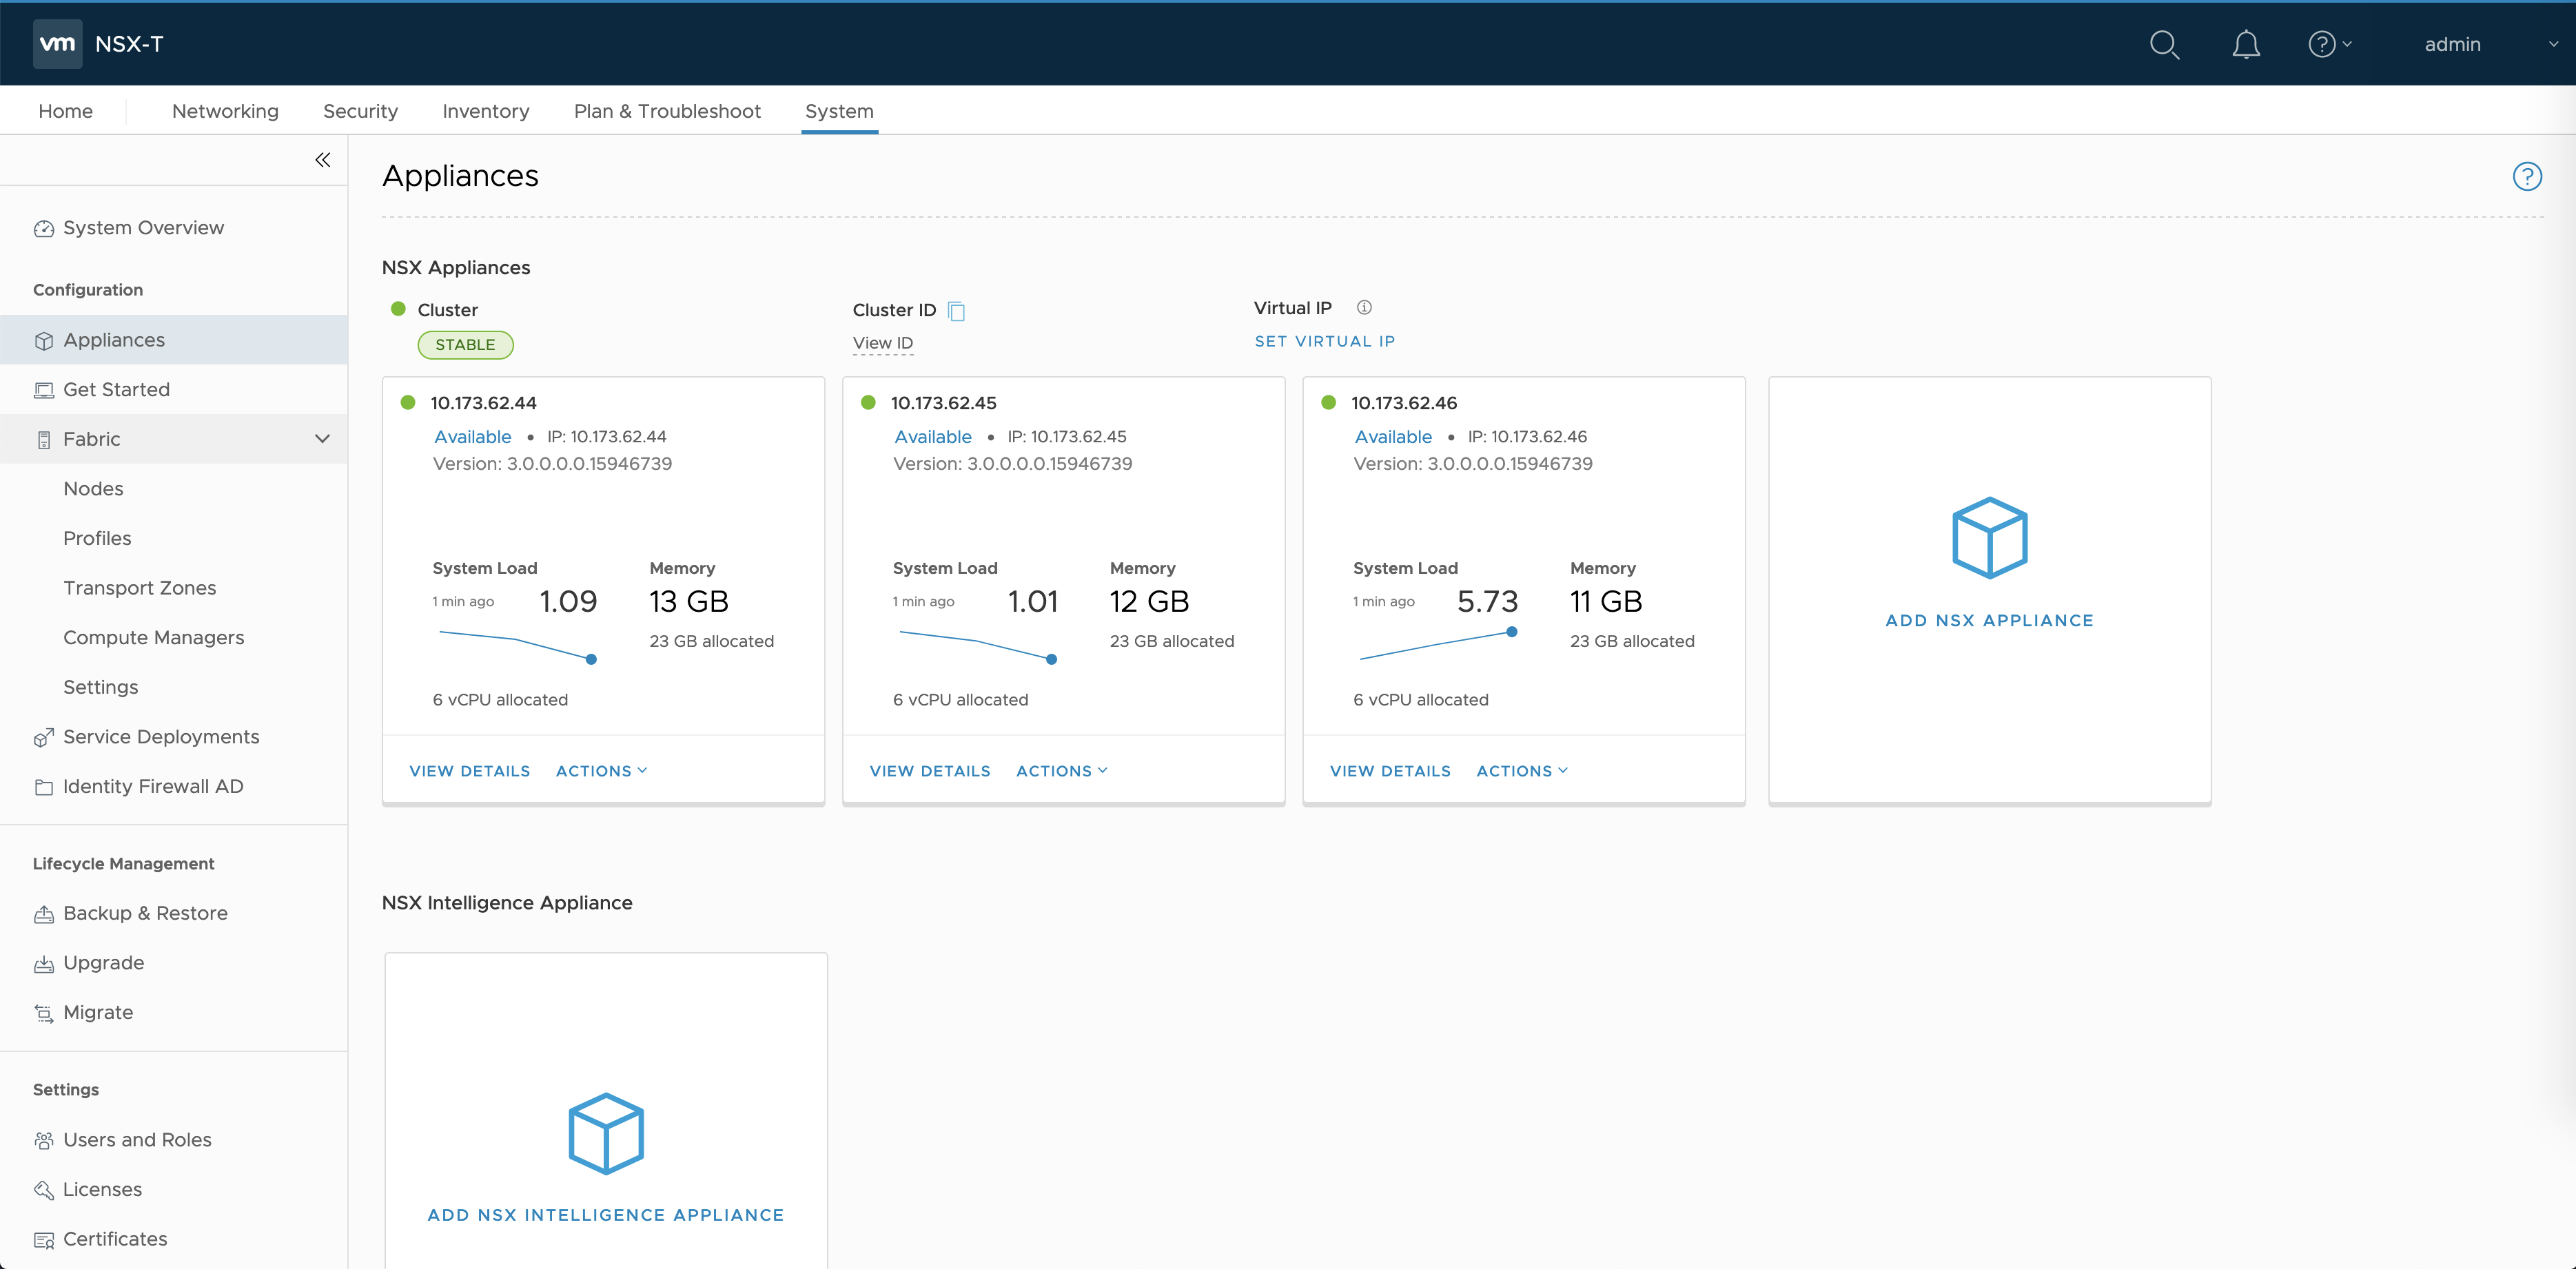 vm NSX-T
admin
Home Networking Security Inventory Plan & Troubleshoot System
System Overview
Configuration
Appliances
Get Started
Fabric
Nodes
Profiles
Transport Zones
Compute Managers
Settings
Service Deployments
Identity Firewall AD
Lifecycle Management
Backup & Restore
Upgrade
Migrate
Settings
Users and Roles
Licenses
Certificates
Appliances
NSX Appliances
Cluster
STABLE
Cluster ID
View ID
Virtual IP
SET VIRTUAL IP
10.173.62.44
Available • IP: 10.173.62.44
Version: 3.0.0.0.0.15946739
System Load Memory
1 min ago 1.09 13 GB
23 GB allocated
6 vCPU allocated
VIEW DETAILS ACTIONS
10.173.62.45
Available • IP: 10.173.62.45
Version: 3.0.0.0.0.15946739
System Load Memory
1 min ago 1.01 12 GB
23 GB allocated
6 vCPU allocated
VIEW DETAILS ACTIONS
10.173.62.46
Available • IP: 10.173.62.46
Version: 3.0.0.0.0.15946739
System Load Memory
1 min ago 5.73 11 GB
23 GB allocated
6 vCPU allocated
VIEW DETAILS ACTIONS
ADD NSX APPLIANCE
NSX Intelligence Appliance
ADD NSX INTELLIGENCE APPLIANCE